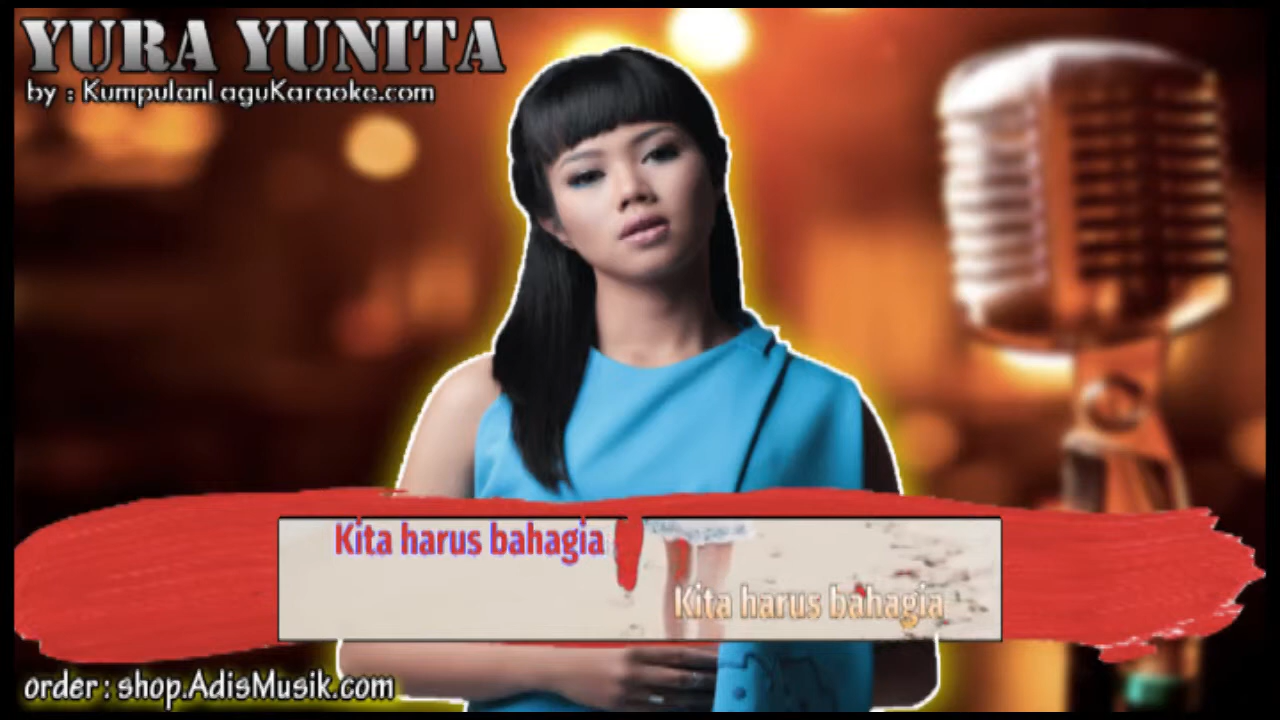 YURA YUNITA
by : KumpulanLaguKaraoke.com
Kita harus bahagia
Kita harus bahagia
order : shop.AdisMusik.com